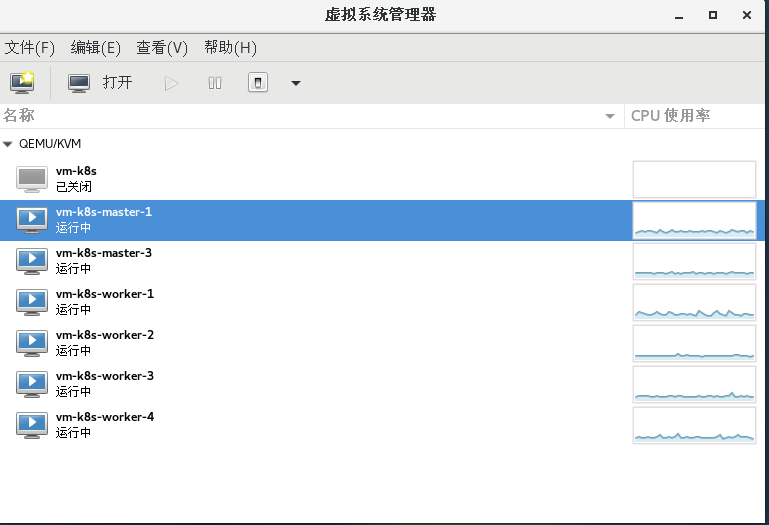 虚拟系统管理器
文件(F) 编辑(E) 查看(V) 帮助(H)
打开
名称 CPU 使用率
QEMU/KVM
vm-k8s
已关闭
vm-k8s-master-1
运行中
vm-k8s-master-3
运行中
vm-k8s-worker-1
运行中
vm-k8s-worker-2
运行中
vm-k8s-worker-3
运行中
vm-k8s-worker-4
运行中